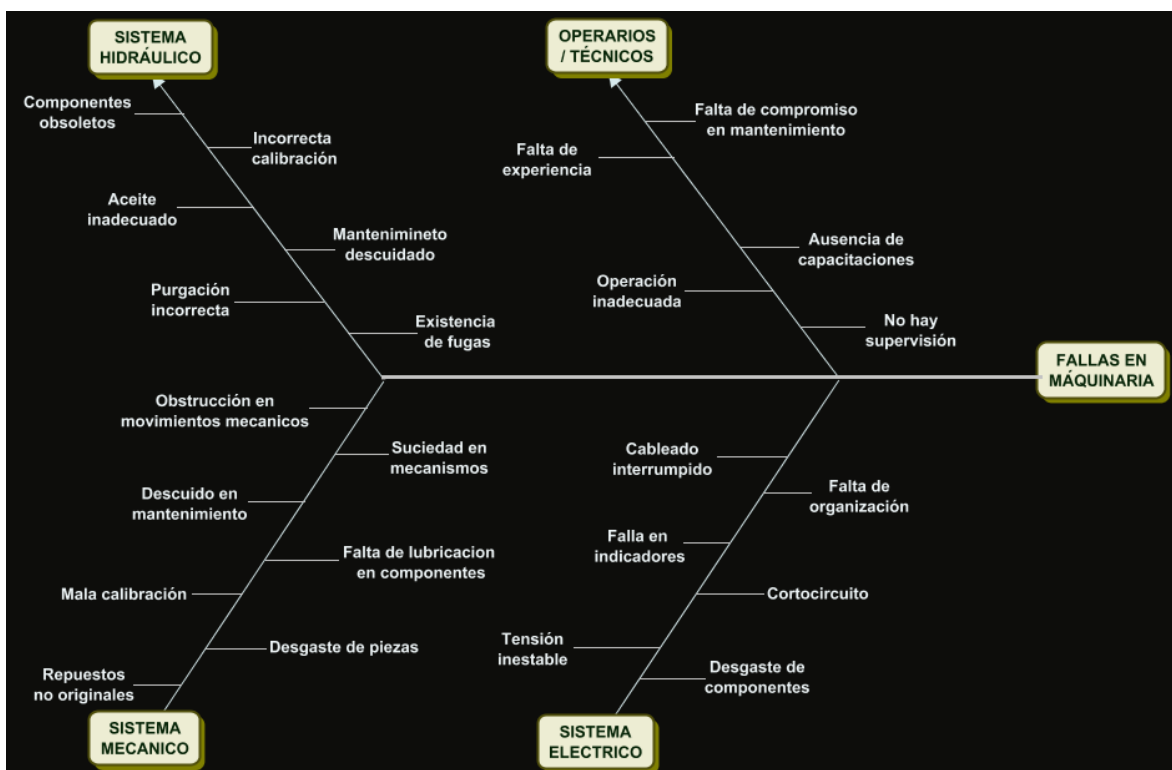 SISTEMA
HIDRÁULICO
OPERARIOS
/ TÉCNICOS
Componentes
obsoletos
Incorrecta
calibración
Aceite
inadecuado
Mantenimineto
descuidado
Purgación
incorrecta
Existencia
de fugas
Falta de compromiso
en mantenimiento
Falta de
experiencia
Ausencia de
capacitaciones
Operación
inadecuada
No hay
supervisión
FALLAS EN
MÁQUINARIA
Obstrucción en
movimientos mecanicos
Suciedad en
mecanismos
Descuido en
mantenimiento
Falta de lubricacion
en componentes
Mala calibración
Desgaste de piezas
Repuestos
no originales
SISTEMA
MECANICO
Cableado
interrumpido
Falta de
organización
Falla en
indicadores
Cortocircuito
Tensión
inestable
Desgaste de
componentes
SISTEMA
ELECTRICO